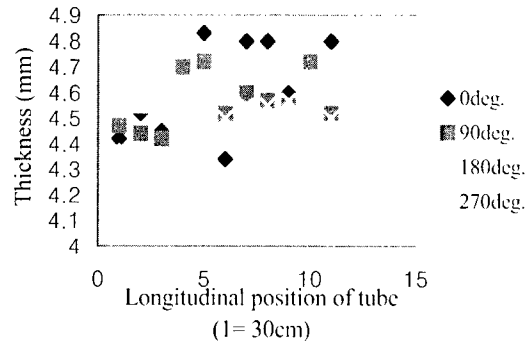 4.9
4.8
4.7
4.6
4.5
4.4
4.3
4.2
4.1
4
Thickness (mm)
0 5 10 15
Longitudinal position of tube
(1= 30cm)
0deg.
90deg.
180deg.
270deg.